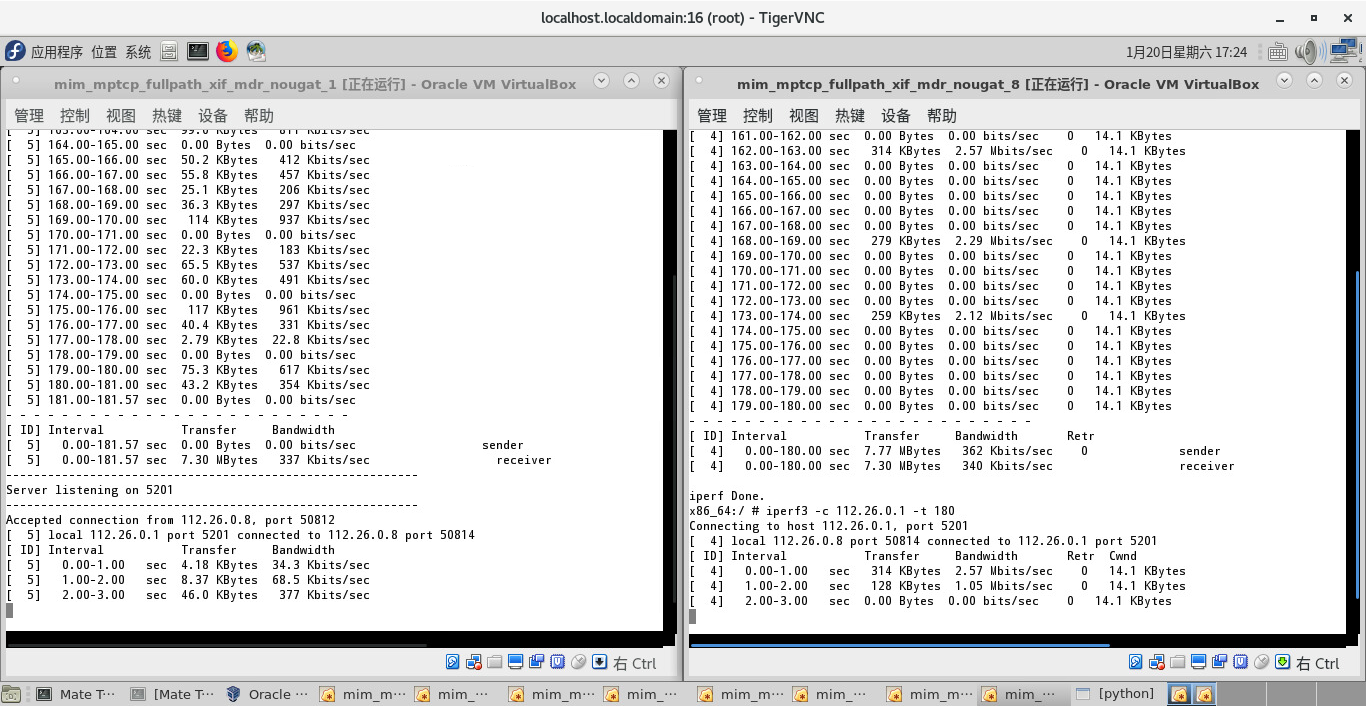 localhost.localdomain:16 (root) - TigerVNC
应用程序 位置 系统
1月20日星期六 17:24
mim_mptcp_fullpath_xif_mdr_nougat_1 [正在运行] - Oracle VM VirtualBox
管理 控制 视图 热键 设备 帮助
[  5] 163.00-164.00 sec  99.0 KBytes   811 Kbits/sec
[  5] 164.00-165.00 sec  0.00 Bytes  0.00 bits/sec
[  5] 165.00-166.00 sec  50.2 KBytes   412 Kbits/sec
[  5] 166.00-167.00 sec  55.8 KBytes   457 Kbits/sec
[  5] 167.00-168.00 sec  25.1 KBytes   206 Kbits/sec
[  5] 168.00-169.00 sec  36.3 KBytes   297 Kbits/sec
[  5] 169.00-170.00 sec   114 KBytes   937 Kbits/sec
[  5] 170.00-171.00 sec  0.00 Bytes  0.00 bits/sec
[  5] 171.00-172.00 sec  22.3 KBytes   183 Kbits/sec
[  5] 172.00-173.00 sec  65.5 KBytes   537 Kbits/sec
[  5] 173.00-174.00 sec  60.0 KBytes   491 Kbits/sec
[  5] 174.00-175.00 sec  0.00 Bytes  0.00 bits/sec
[  5] 175.00-176.00 sec   117 KBytes   961 Kbits/sec
[  5] 176.00-177.00 sec  40.4 KBytes   331 Kbits/sec
[  5] 177.00-178.00 sec  2.79 KBytes  22.8 Kbits/sec
[  5] 178.00-179.00 sec  0.00 Bytes  0.00 bits/sec
[  5] 179.00-180.00 sec  75.3 KBytes   617 Kbits/sec
[  5] 180.00-181.00 sec  43.2 KBytes   354 Kbits/sec
[  5] 181.00-181.57 sec  0.00 Bytes  0.00 bits/sec
- - - - - - - - - - - - - - - - - - - - - - - - -
[ ID] Interval           Transfer     Bandwidth
[  5]   0.00-181.57 sec  0.00 Bytes  0.00 bits/sec                  sender
[  5]   0.00-181.57 sec  7.30 MBytes   337 Kbits/sec                  receiver
-----------------------------------------------------------
Server listening on 5201
-----------------------------------------------------------
Accepted connection from 112.26.0.8, port 50812
[  5] local 112.26.0.1 port 5201 connected to 112.26.0.8 port 50814
[ ID] Interval           Transfer     Bandwidth
[  5]   0.00-1.00   sec  4.18 KBytes  34.3 Kbits/sec
[  5]   1.00-2.00   sec  8.37 KBytes  68.5 Kbits/sec
[  5]   2.00-3.00   sec  46.0 KBytes   377 Kbits/sec
右 Ctrl
mim_mptcp_fullpath_xif_mdr_nougat_8 [正在运行] - Oracle VM VirtualBox
管理 控制 视图 热键 设备 帮助
[  4] 161.00-162.00 sec  0.00 Bytes  0.00 bits/sec    0   14.1 KBytes
[  4] 162.00-163.00 sec   314 KBytes  2.57 Mbits/sec    0   14.1 KBytes
[  4] 163.00-164.00 sec  0.00 Bytes  0.00 bits/sec    0   14.1 KBytes
[  4] 164.00-165.00 sec  0.00 Bytes  0.00 bits/sec    0   14.1 KBytes
[  4] 165.00-166.00 sec  0.00 Bytes  0.00 bits/sec    0   14.1 KBytes
[  4] 166.00-167.00 sec  0.00 Bytes  0.00 bits/sec    0   14.1 KBytes
[  4] 167.00-168.00 sec  0.00 Bytes  0.00 bits/sec    0   14.1 KBytes
[  4] 168.00-169.00 sec   279 KBytes  2.29 Mbits/sec    0   14.1 KBytes
[  4] 169.00-170.00 sec  0.00 Bytes  0.00 bits/sec    0   14.1 KBytes
[  4] 170.00-171.00 sec  0.00 Bytes  0.00 bits/sec    0   14.1 KBytes
[  4] 171.00-172.00 sec  0.00 Bytes  0.00 bits/sec    0   14.1 KBytes
[  4] 172.00-173.00 sec  0.00 Bytes  0.00 bits/sec    0   14.1 KBytes
[  4] 173.00-174.00 sec   259 KBytes  2.12 Mbits/sec    0   14.1 KBytes
[  4] 174.00-175.00 sec  0.00 Bytes  0.00 bits/sec    0   14.1 KBytes
[  4] 175.00-176.00 sec  0.00 Bytes  0.00 bits/sec    0   14.1 KBytes
[  4] 176.00-177.00 sec  0.00 Bytes  0.00 bits/sec    0   14.1 KBytes
[  4] 177.00-178.00 sec  0.00 Bytes  0.00 bits/sec    0   14.1 KBytes
[  4] 178.00-179.00 sec  0.00 Bytes  0.00 bits/sec    0   14.1 KBytes
[  4] 179.00-180.00 sec  0.00 Bytes  0.00 bits/sec    0   14.1 KBytes
- - - - - - - - - - - - - - - - - - - - - - - - -
[ ID] Interval           Transfer     Bandwidth       Retr
[  4]   0.00-180.00 sec  7.77 MBytes   362 Kbits/sec    0             sender
[  4]   0.00-180.00 sec  7.30 MBytes   340 Kbits/sec                  receiver
iperf Done.
x86_64:/ # iperf3 -c 112.26.0.1 -t 180
Connecting to host 112.26.0.1, port 5201
[  4] local 112.26.0.8 port 50814 connected to 112.26.0.1 port 5201
[ ID] Interval           Transfer     Bandwidth       Retr  Cwnd
[  4]   0.00-1.00   sec   314 KBytes  2.57 Mbits/sec    0   14.1 KBytes
[  4]   1.00-2.00   sec   128 KBytes  1.05 Mbits/sec    0   14.1 KBytes
[  4]   2.00-3.00   sec  0.00 Bytes  0.00 bits/sec    0   14.1 KBytes
右 Ctrl
Mate T··· [Mate T··· Oracle ··· mim_m··· mim_··· mim_m··· mim_··· mim_m··· mim_··· mim_m··· mim_··· [python]